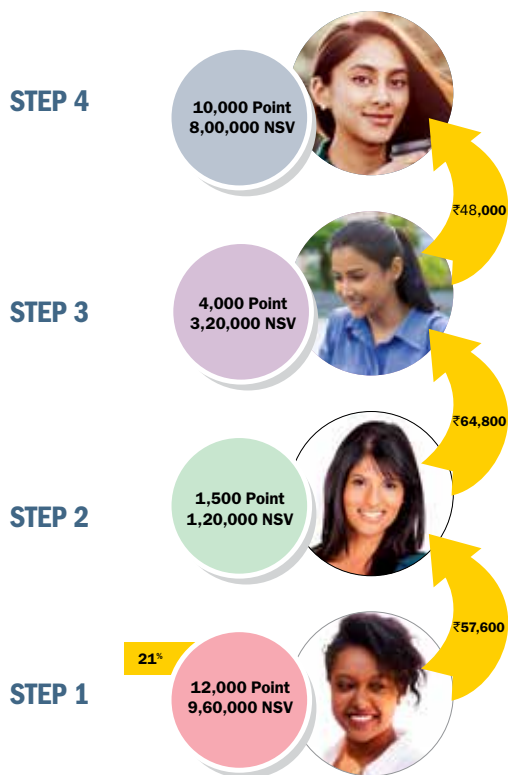 STEP 4
10,000 Point
8,00,000 NSV
₹48,000
STEP 3
4,000 Point
3,20,000 NSV
₹64,800
STEP 2
1,500 Point
1,20,000 NSV
₹57,600
21%
STEP 1
12,000 Point
9,60,000 NSV